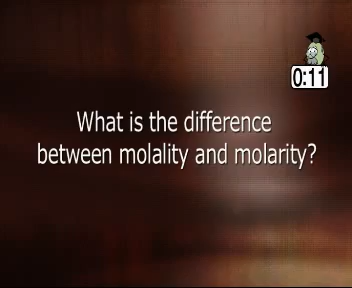 0:11
What is the difference
between molality and molarity?